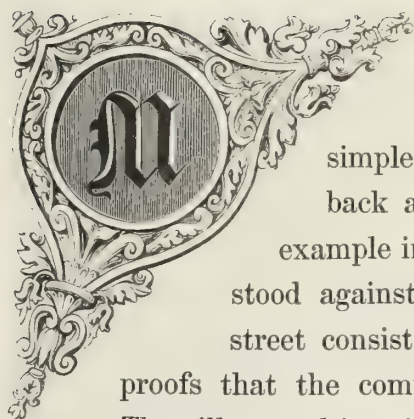 M
simple
back a
example in
stood against
street consist
proofs that the com